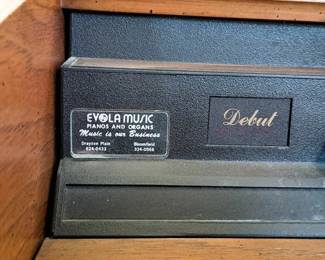 EVOLA MUSIC
PIANOS AND ORGANS
Music is our Business
Drayton Plain Bloomfield
624-0433 334-0566
Debut